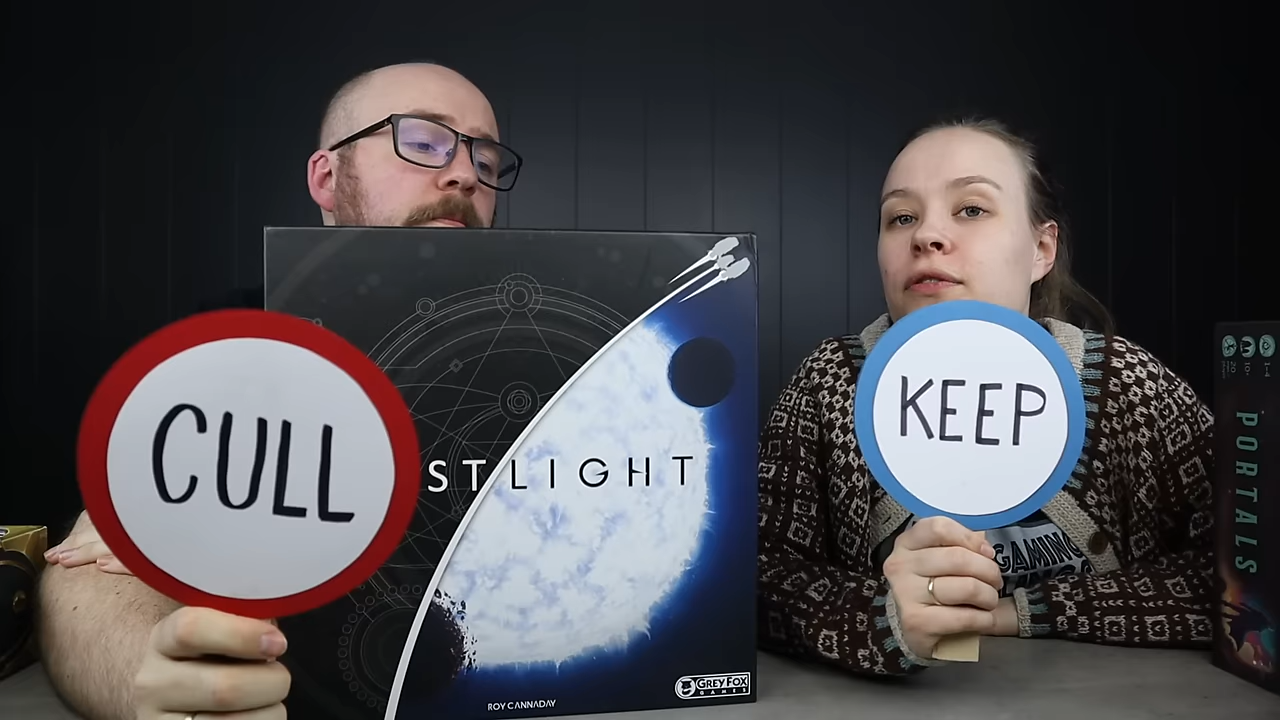 CULL
KEEP
STLIGHT
ROY CANNADAY
GREY FOX
GAMES
GAMING
PORTALS